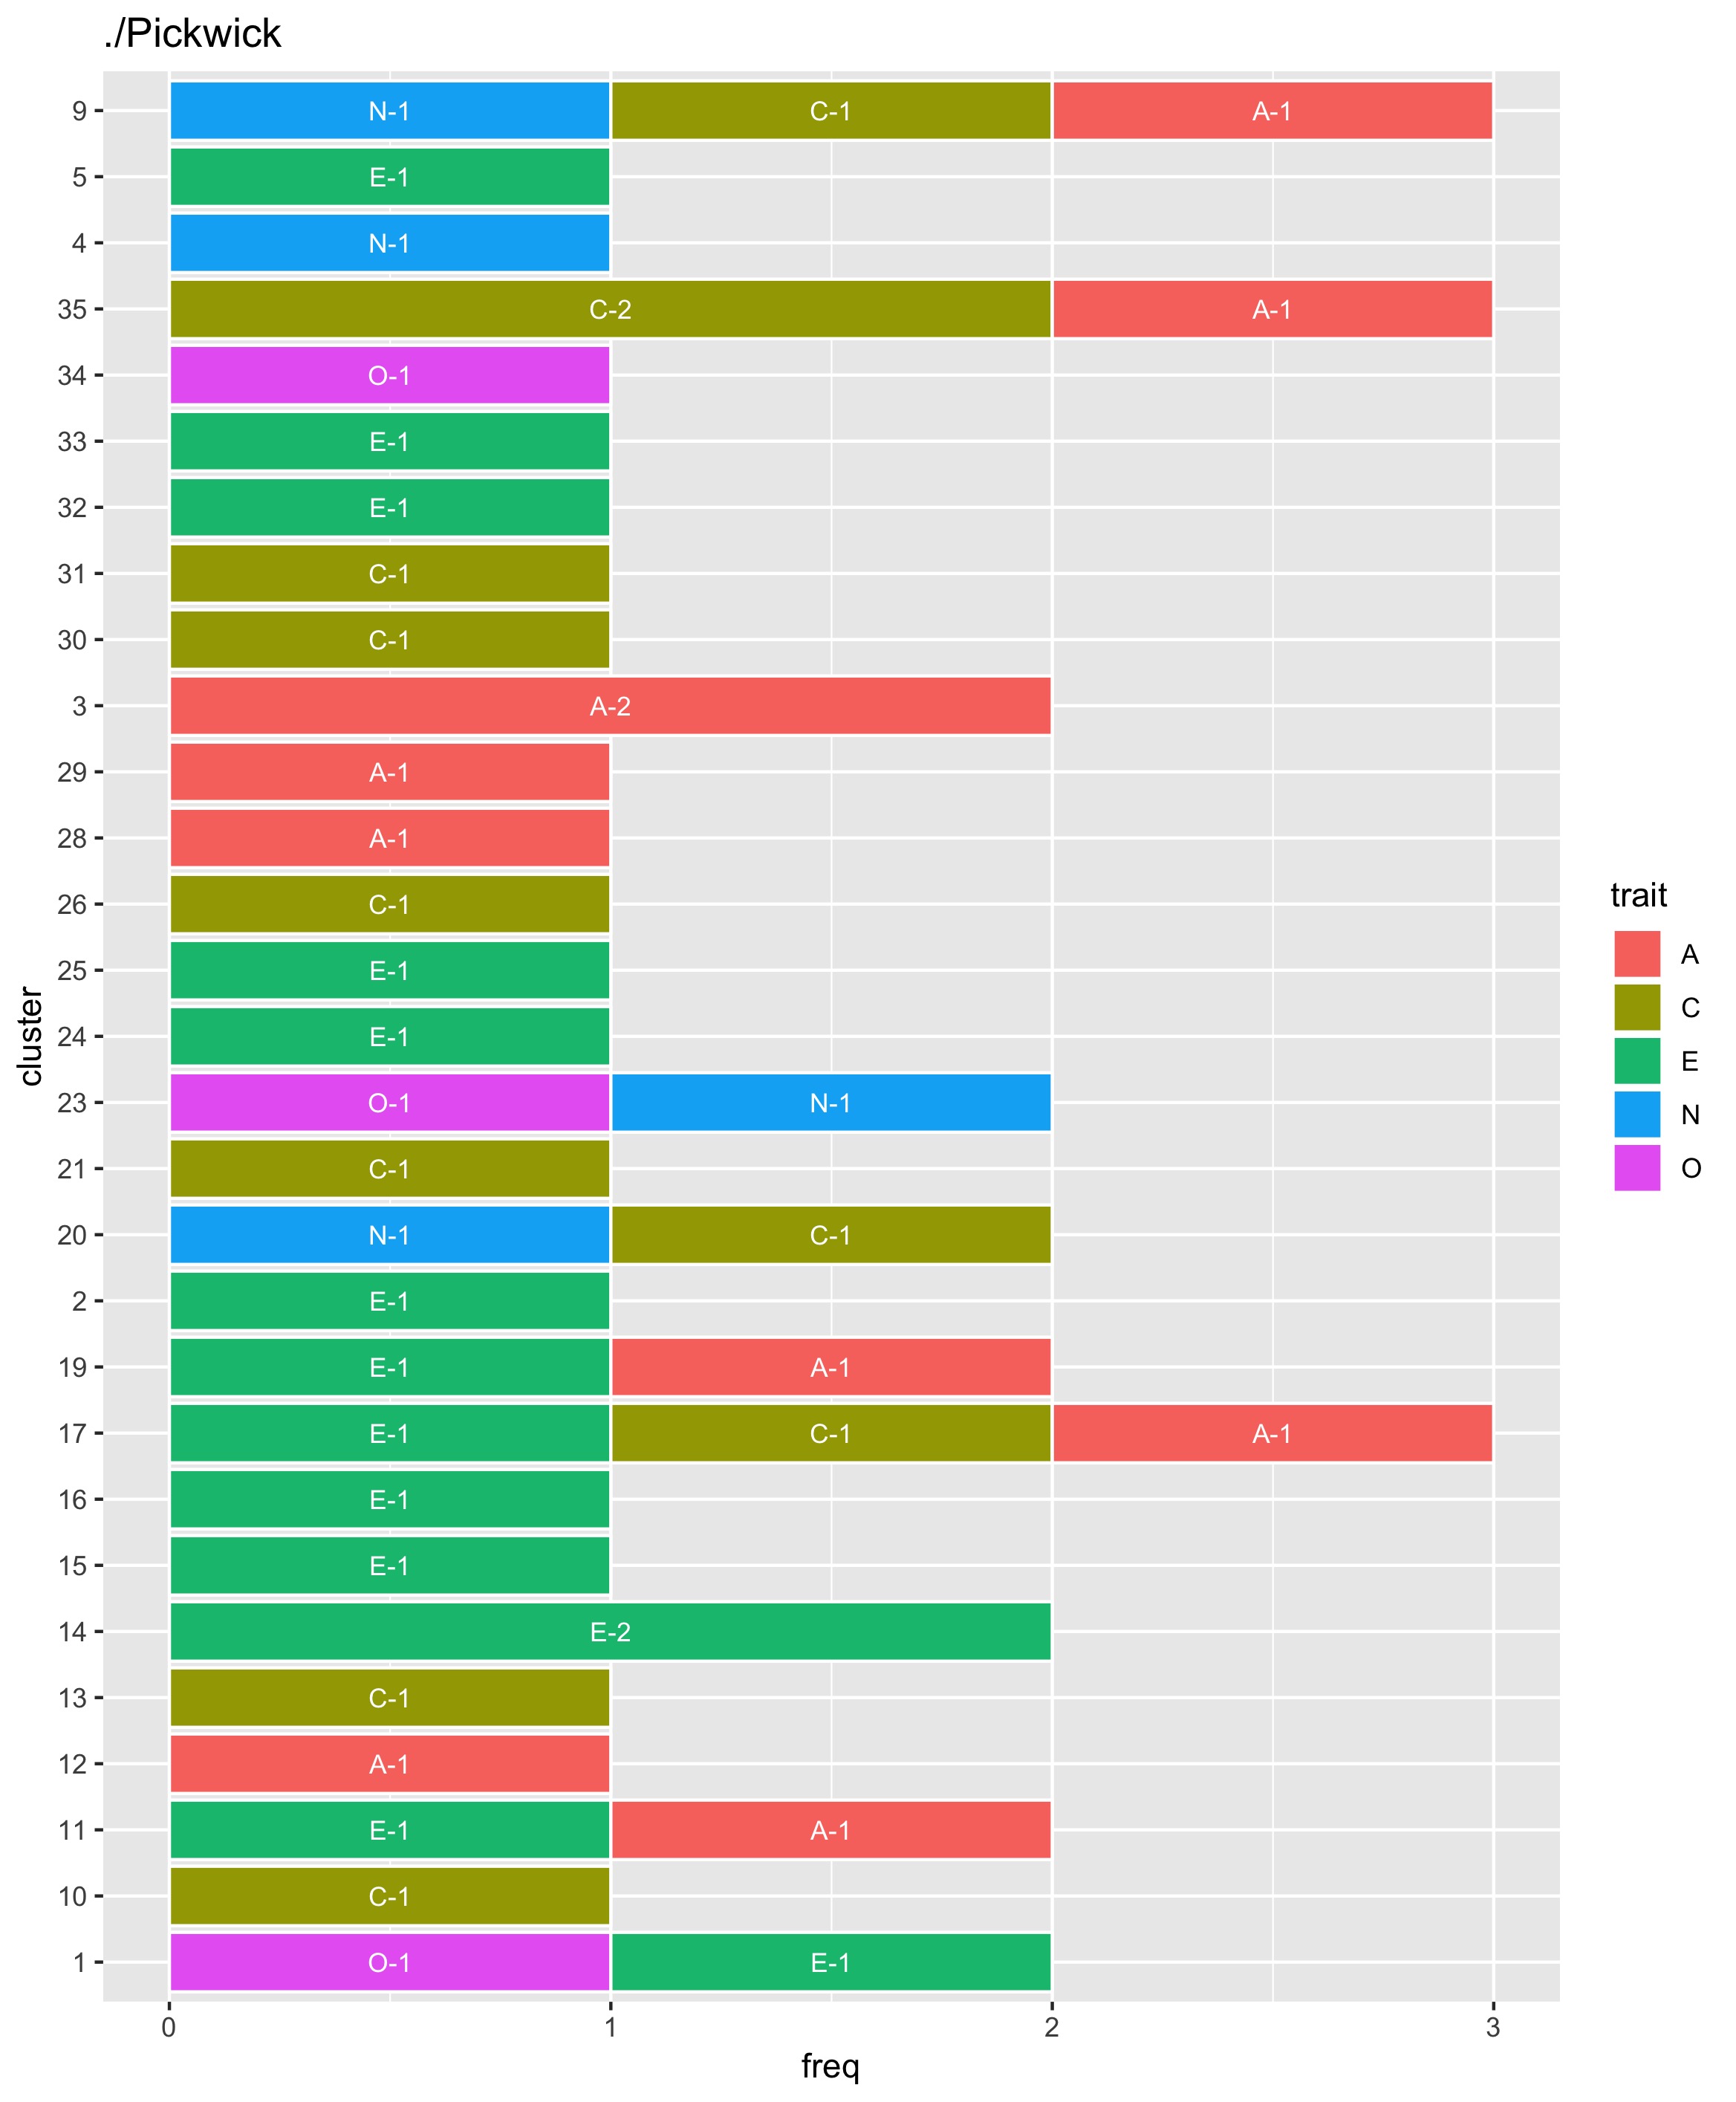 ./Pickwick
9 N-1 C-1 A-1
5 E-1
4 N-1
35 C-2 A-1
34 O-1
33 E-1
32 E-1
31 C-1
30 C-1
3 A-2
29 A-1
28 A-1
26 C-1
25 E-1
24 E-1
23 O-1 N-1
21 C-1
20 N-1 C-1
2 E-1
19 E-1 A-1
17 E-1 C-1 A-1
16 E-1
15 E-1
14 E-2
13 C-1
12 A-1
11 E-1 A-1
10 C-1
1 O-1 E-1
0 1 2 3
freq
cluster
trait
A
C
E
N
O